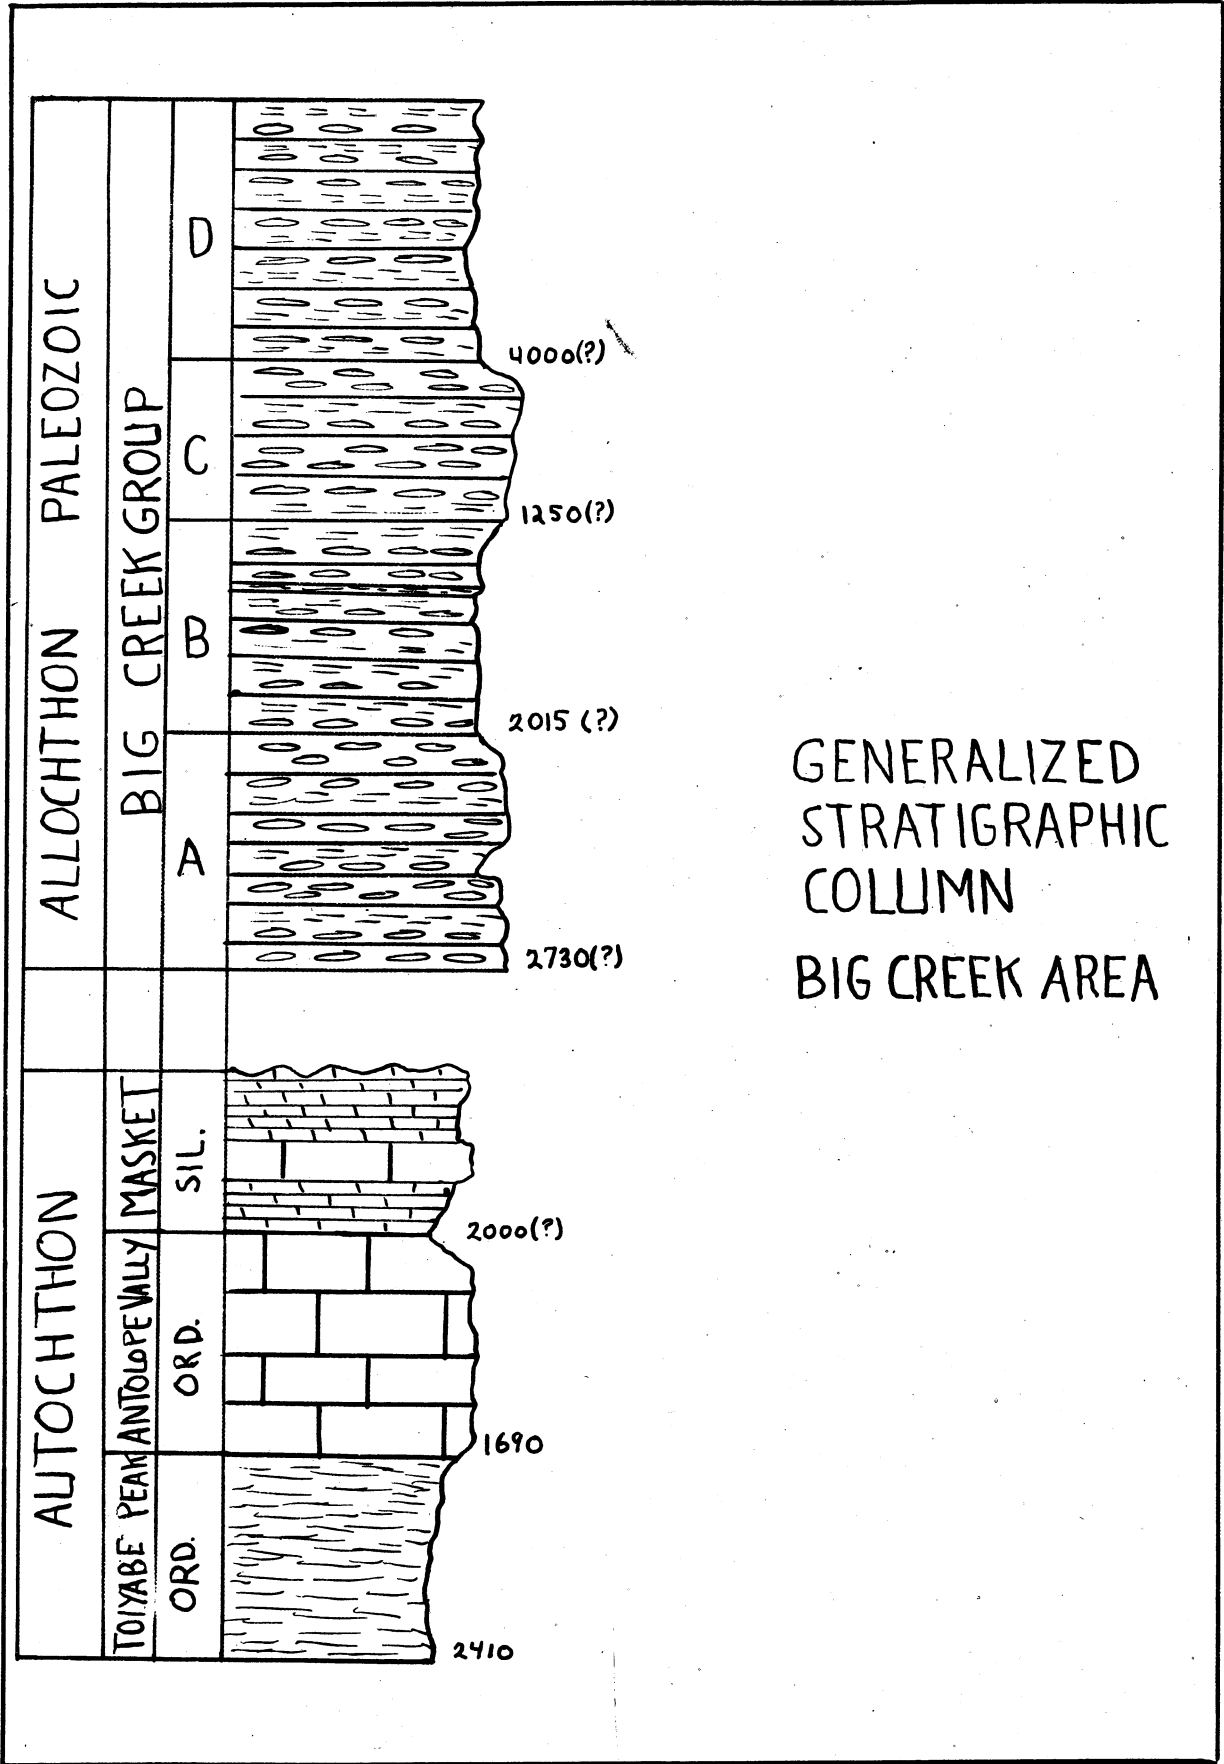 ALLOCHTHON PALEOZOIC
BIG CREEK GROUP
D
4000(?)
C
1250(?)
B
2015 (?)
A
2730(?)
AUTOCHTHON
MASKET
SIL.
2000(?)
ANTOLOPE VALLY
ORD.
1690
TOIYABE PEAK
ORD.
2410
GENERALIZED
STRATIGRAPHIC
COLUMN
BIG CREEK AREA